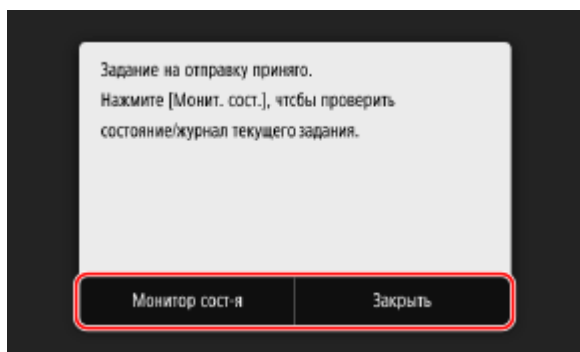 Задание на отправку принято.
Нажмите [Монит. сост.], чтобы проверить
состояние/журнал текущего задания.
Монитор сост-я
Закрыть